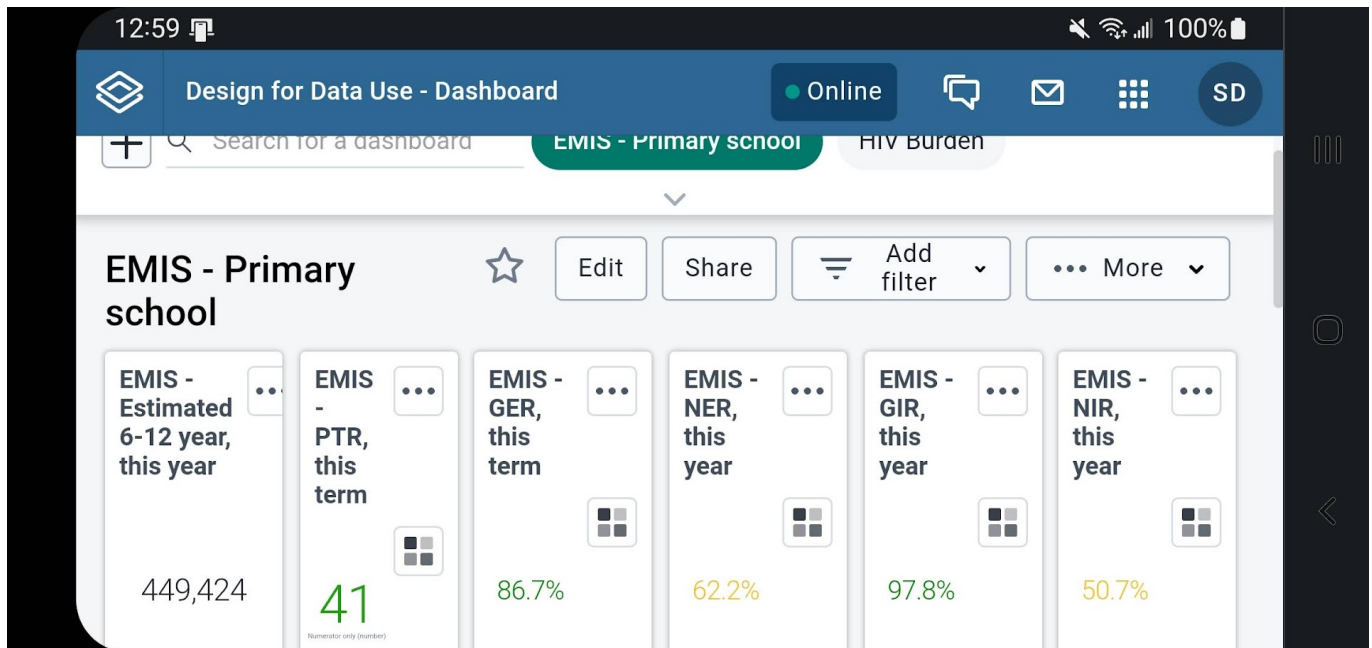 12:59 100%
Design for Data Use - Dashboard Online SD
Search for a dashboard EMIS - Primary school HIV Burden
EMIS - Primary
school
Edit Share
Add
filter
More
EMIS -
Estimated
6-12 year,
this year
449,424
EMIS
-
PTR,
this
term
41
Numerator only (number)
EMIS -
GER,
this
term
86.7%
EMIS -
NER,
this
year
62.2%
EMIS -
GIR,
this
year
97.8%
EMIS -
NIR,
this
year
50.7%